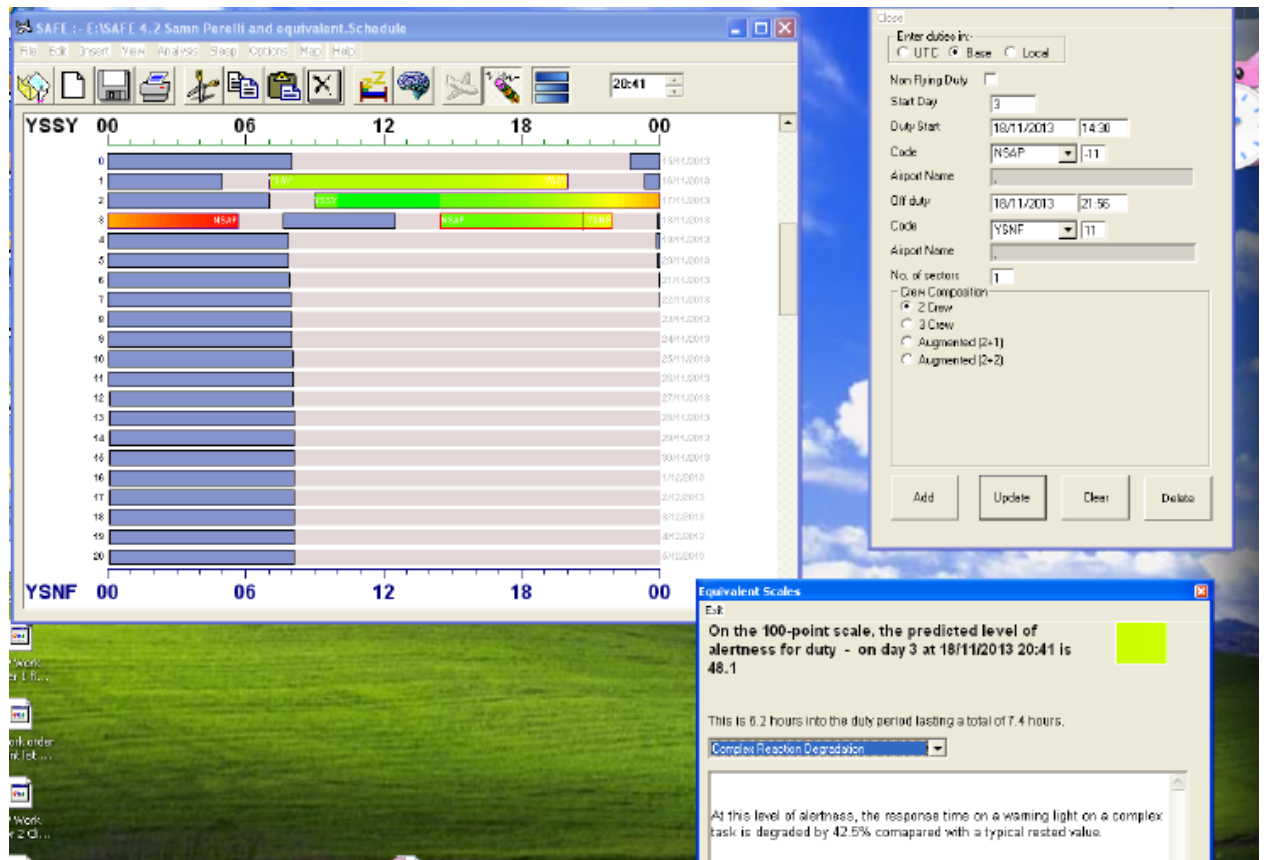 SAFE :- E:\SAFE 4.2 Samn Perelli and equivalent.Schedule
File Edit Insert View Analysis Sleep Options Map Help
20:41
YSSY 00 06 12 18 00
0 15/11/2013
1 YSSY YSSY 16/11/2013
2 YSSY 17/11/2013
3 NSAP NSAP YSNF 18/11/2013
4 19/11/2013
5 20/11/2013
6 21/11/2013
7 22/11/2013
8 23/11/2013
9 24/11/2013
10 25/11/2013
11 26/11/2013
12 27/11/2013
13 28/11/2013
14 29/11/2013
15 30/11/2013
16 1/12/2013
17 2/12/2013
18 3/12/2013
19 4/12/2013
20 5/12/2013
YSNF 00 06 12 18 00
Close
Enter duties in:-
UTC Base Local
Non Flying Duty
Start Day 3
Duty Start 18/11/2013 14:30
Code NSAP -11
Airport Name ,
Off duty 18/11/2013 21:56
Code YSNF 11
Airport Name ,
No. of sectors 1
Crew Composition
2 Crew
3 Crew
Augmented (2+1)
Augmented (2+2)
Add Update Clear Delete
Equivalent Scales
Exit
On the 100-point scale, the predicted level of
alertness for duty - on day 3 at 18/11/2013 20:41 is
48.1
This is 6.2 hours into the duty period lasting a total of 7.4 hours.
Complex Reaction Degradation
At this level of alertness, the response time on a warning light on a complex
task is degraded by 42.5% comapared with a typical rested value.
Work
ork order
nt list ...
Work